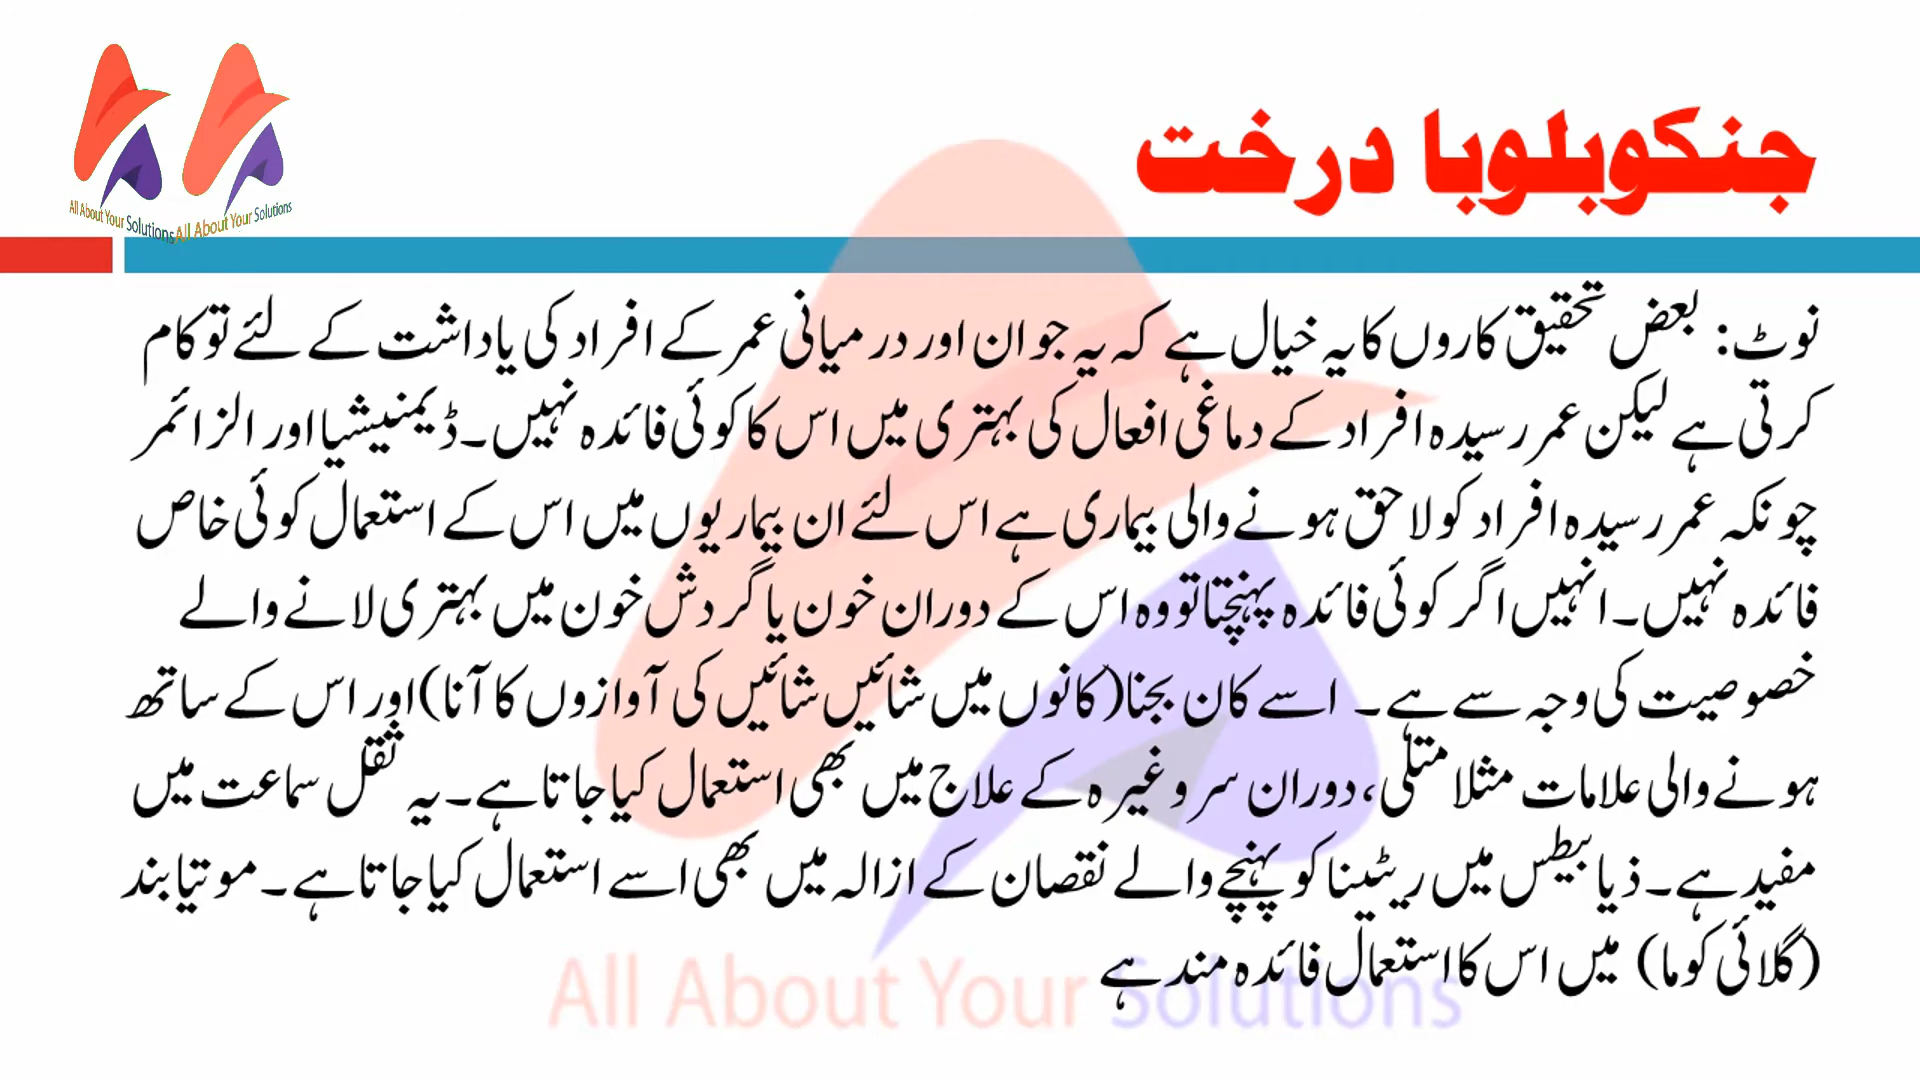 All About Your Solutions
All About Your Solutions
جنکوبلوبا درخت
نوٹ: بعض تحقیق کاروں کا یہ خیال ہے کہ یہ جوان اور درمیانی عمر کے افراد کی یاداشت کے لئے تو کام
کرتی ہے لیکن عمر رسیدہ افراد کے دماغی افعال کی بہتری میں اس کا کوئی فائدہ نہیں۔ ڈیمنیشیا اور الزائمر
چونکہ عمر رسیدہ افراد کو لاحق ہونے والی بیماری ہے اس لئے ان بیماریوں میں اس کے استعمال کوئی خاص
فائدہ نہیں۔ انہیں اگر کوئی فائدہ پہنچتا تو وہ اس کے دوران خون یا گردش خون میں بہتری لانے والے
خصوصیت کی وجہ سے ہے۔ اسے کان بجنا (کانوں میں شائیں شائیں کی آوازوں کا آنا) اور اس کے ساتھ
ہونے والی علامات مثلا متلی، دوران سر وغیرہ کے علاج میں بھی استعمال کیا جاتا ہے۔ یہ ثقل سماعت میں
مفید ہے۔ ذیابیطس میں ریٹینا کو پہنچے والے نقصان کے ازالہ میں بھی اسے استعمال کیا جاتا ہے۔ موتیا بند
(گلائی کوما) میں اس کا استعمال فائدہ مند ہے
All About Your Solutions